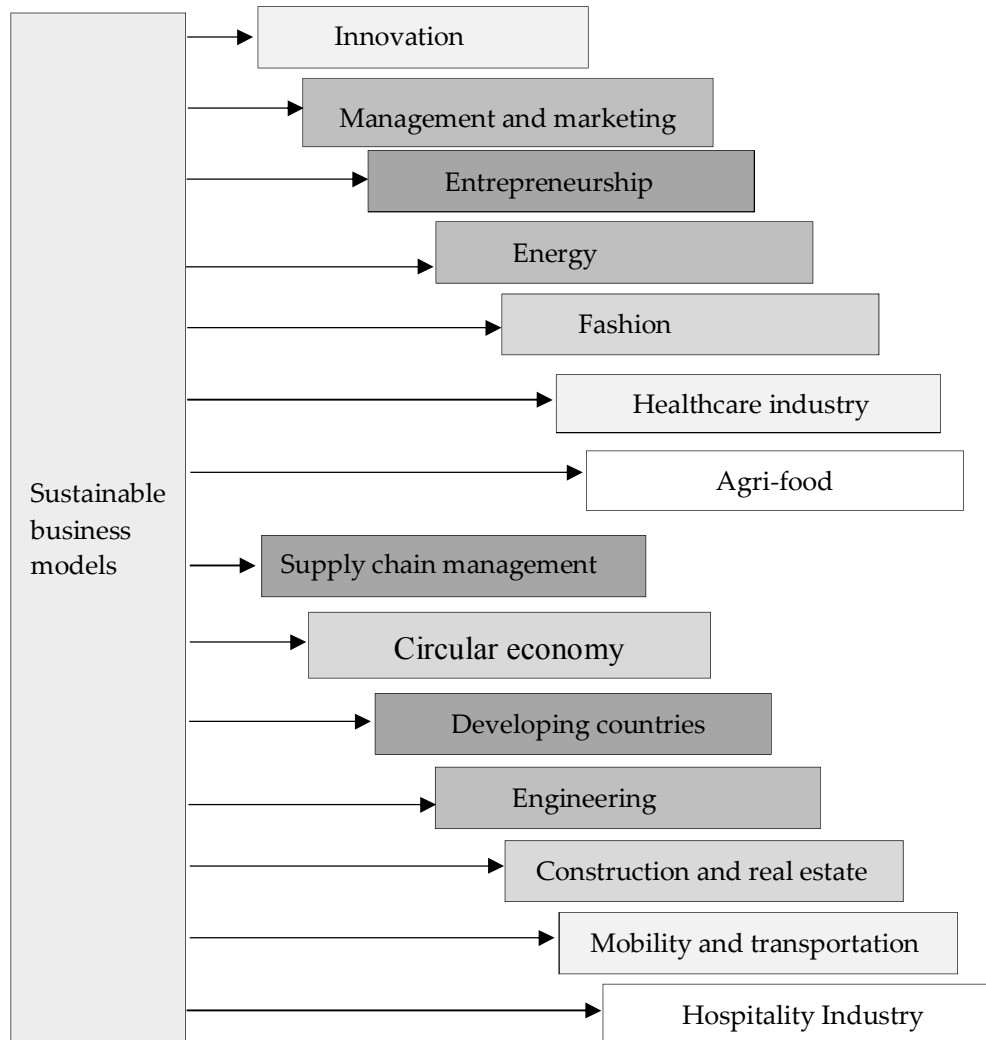 Innovation
Management and marketing
Entrepreneurship
Energy
Fashion
Healthcare industry
Agri-food
Sustainable
business
models
Supply chain management
Circular economy
Developing countries
Engineering
Construction and real estate
Mobility and transportation
Hospitality Industry